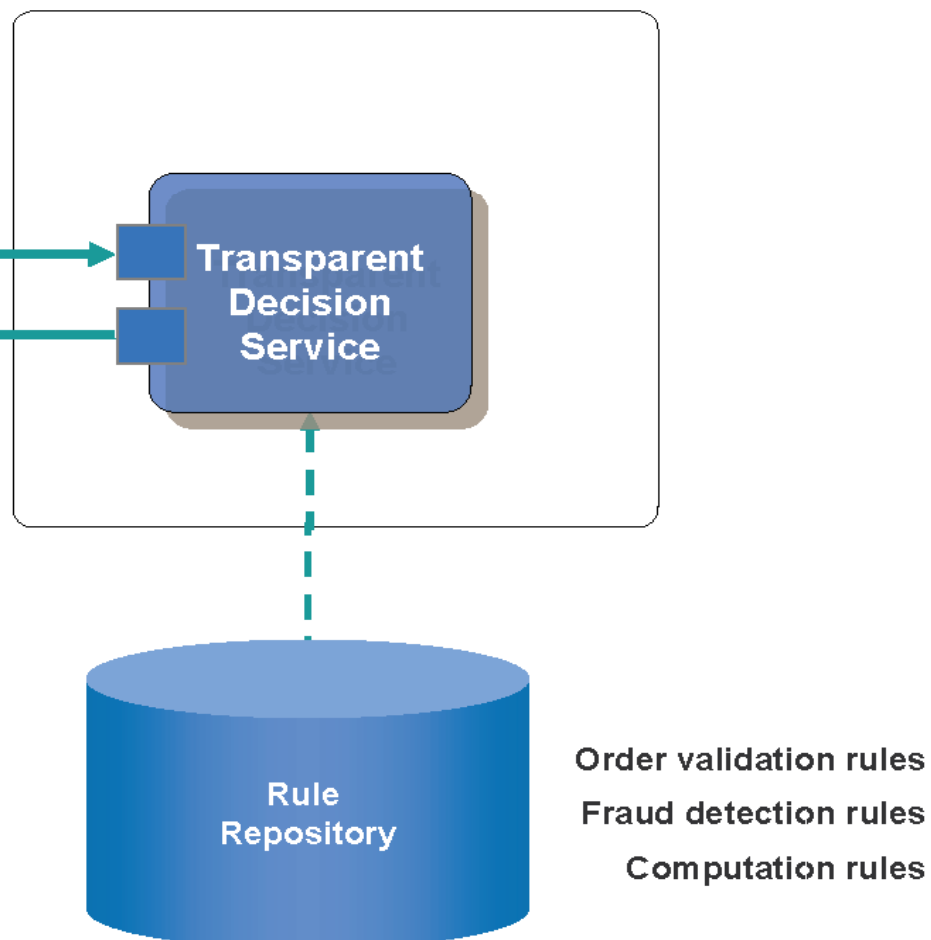 Transparent
Decision
Service
Rule
Repository
Order validation rules
Fraud detection rules
Computation rules